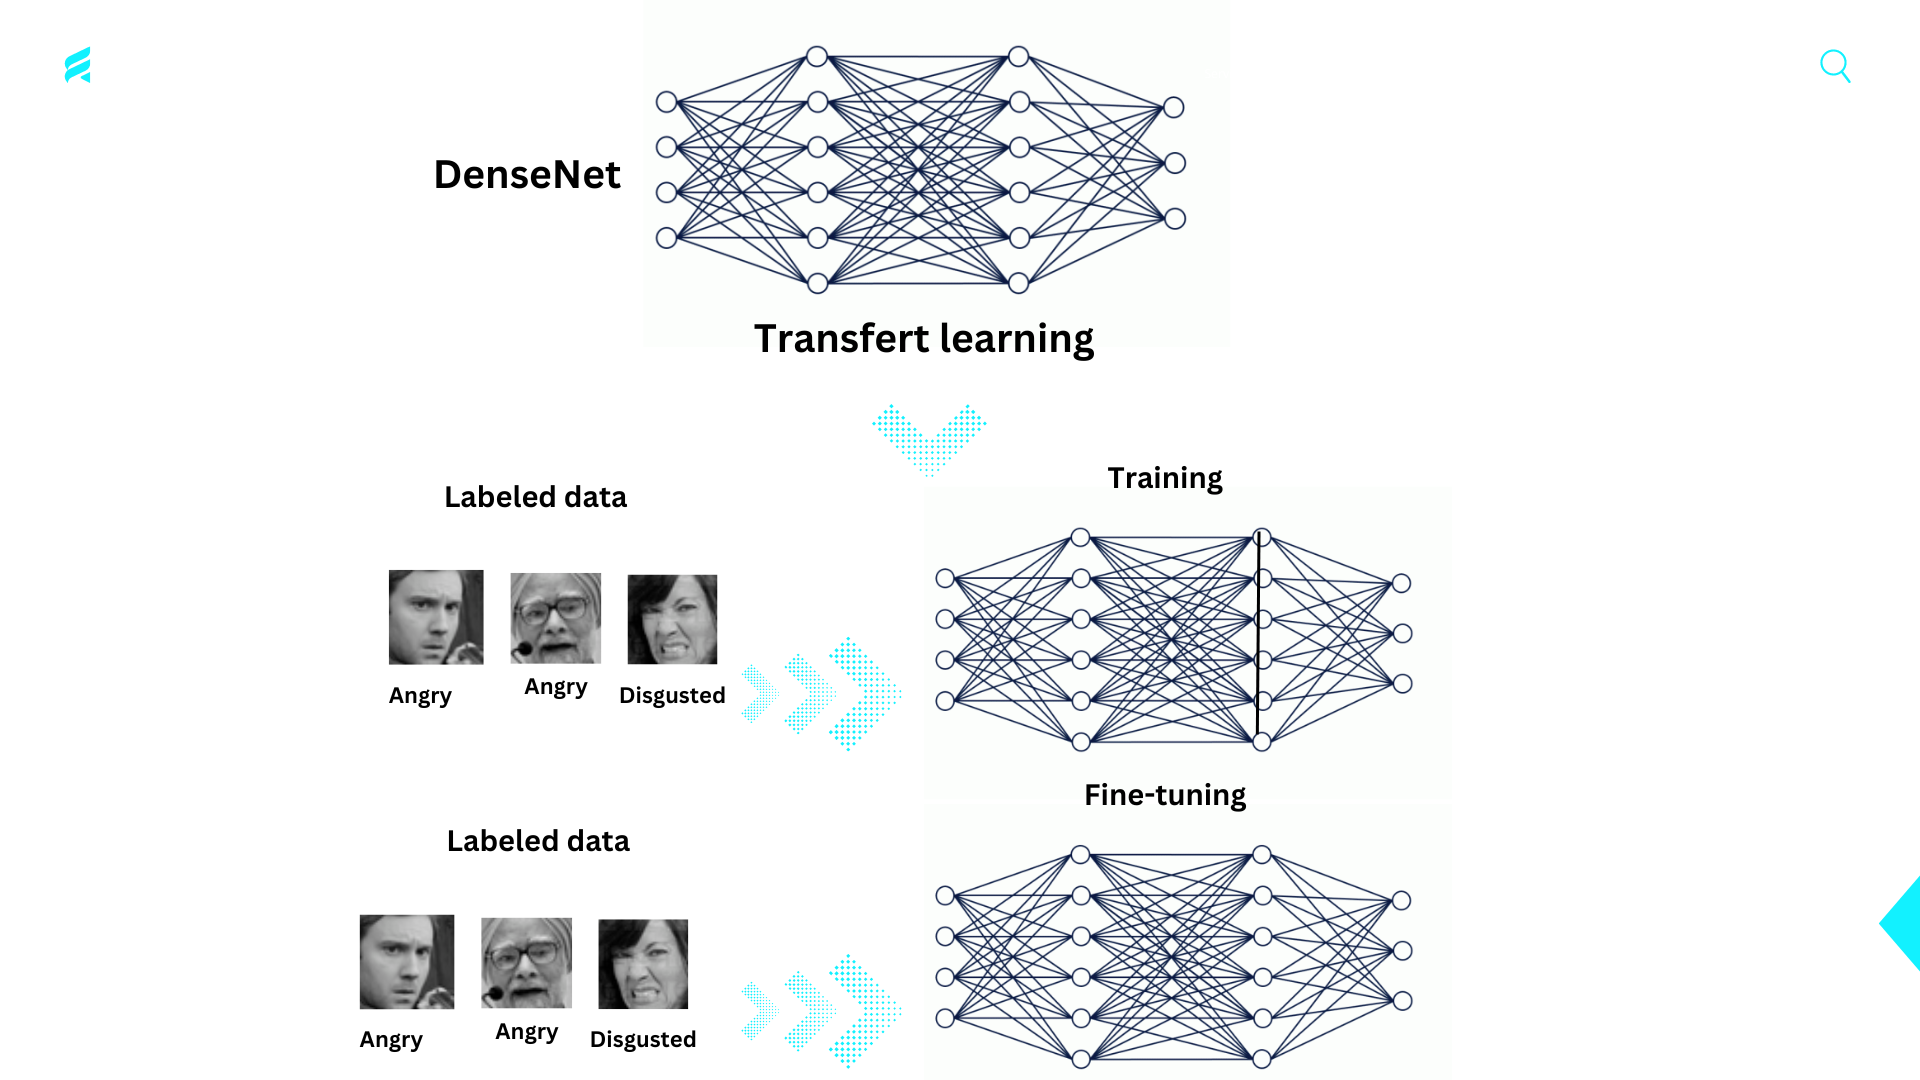 DenseNet
Transfert learning
Training
Labeled data
Angry
Angry
Disgusted
Fine-tuning
Labeled data
Angry
Angry
Disgusted